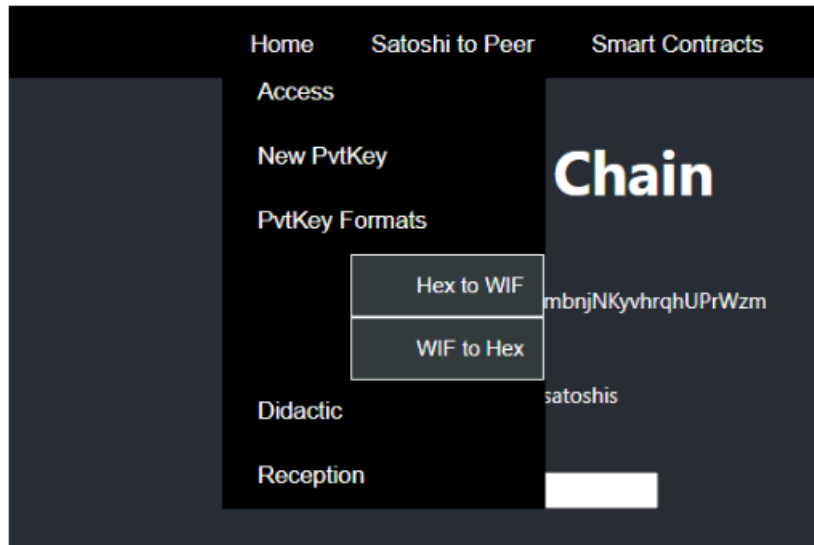 Home Satoshi to Peer Smart Contracts
Access
New PvtKey
Chain
PvtKey Formats
Hex to WIF
mbnjNKyvhrqhUPrWzm
WIF to Hex
satoshis
Didactic
Reception